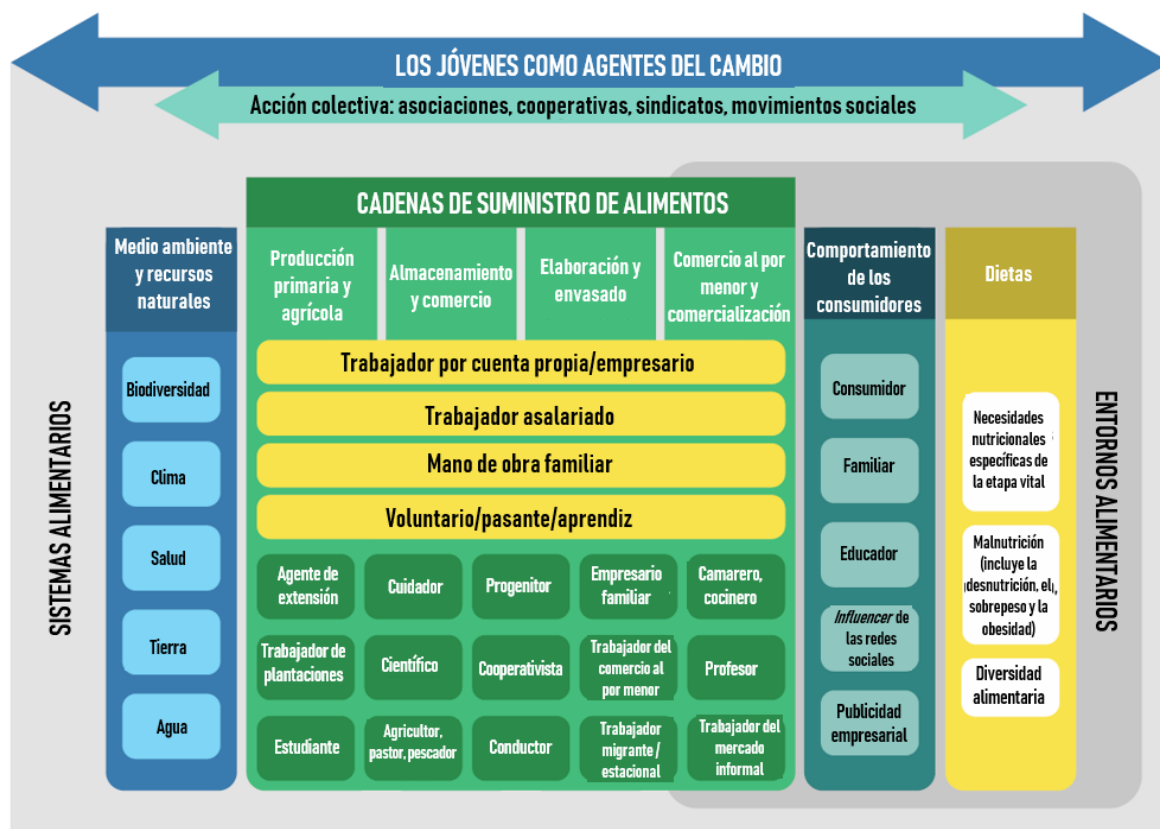 LOS JÓVENES COMO AGENTES DEL CAMBIO
Acción colectiva: asociaciones, cooperativas, sindicatos, movimientos sociales
SISTEMAS ALIMENTARIOS
Medio ambiente
y recursos
naturales
Biodiversidad
Clima
Salud
Tierra
Agua
CADENAS DE SUMINISTRO DE ALIMENTOS
Producción
primaria y
agrícola
Almacenamiento
y comercio
Elaboración y
envasado
Comercio al por
menor y
comercialización
Trabajador por cuenta propia/empresario
Trabajador asalariado
Mano de obra familiar
Voluntario/pasante/aprendiz
Agente de
extensión
Cuidador
Progenitor
Empresario
familiar
Camarero,
cocinero
Trabajador de
plantaciones
Científico
Cooperativista
Trabajador del
comercio al
por menor
Profesor
Estudiante
Agricultor,
pastor, pescador
Conductor
Trabajador
migrante /
estacional
Trabajador del
mercado
informal
Comportamiento
de los
consumidores
Consumidor
Familiar
Educador
Influencer de
las redes
sociales
Publicidad
empresarial
Dietas
Necesidades
nutricionales
específicas de
la etapa vital
Malnutrición
(incluye la
desnutrición, el
sobrepeso y la
obesidad)
Diversidad
alimentaria
ENTORNOS ALIMENTARIOS